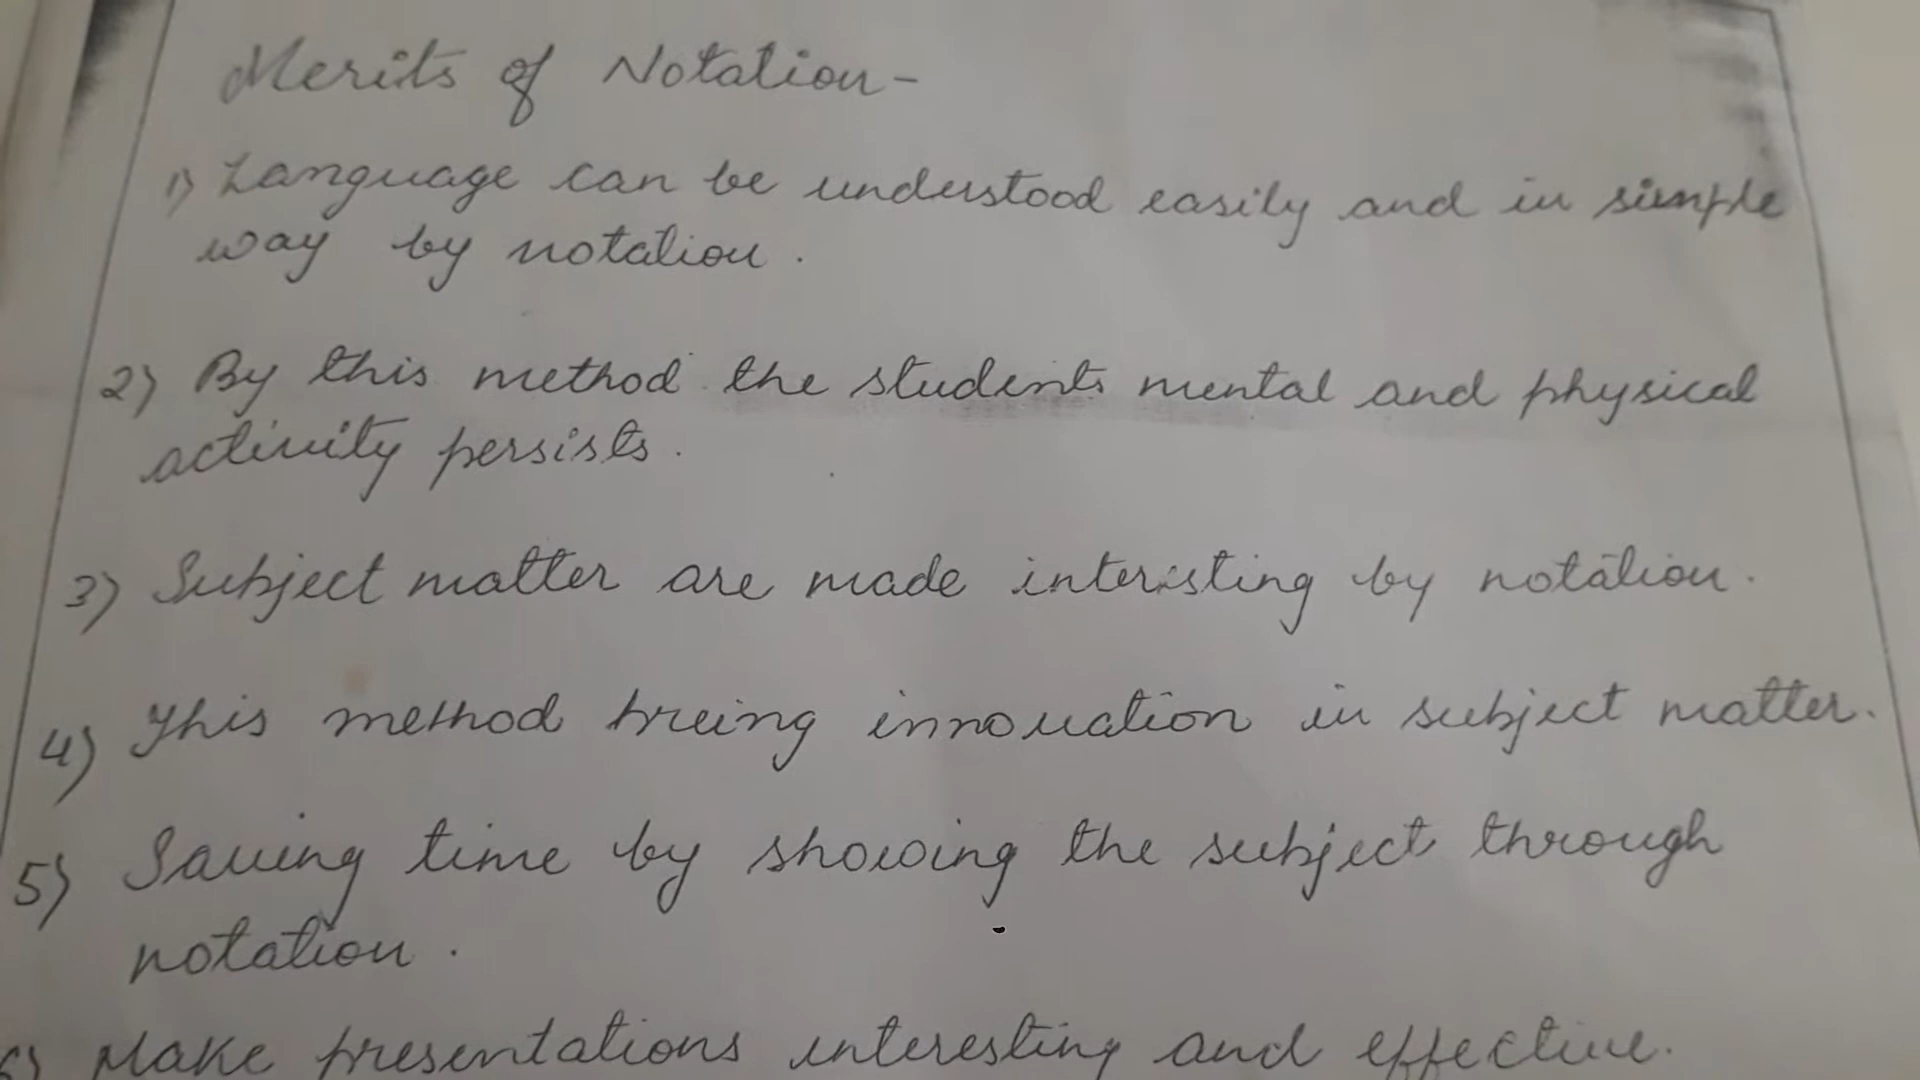 Merits of Notation -
1) Language can be understood easily and in simple
way by notation.
2) By this method the students mental and physical
activity persists.
3) Subject matter are made interesting by notation.
4) This method breing innovation in subject matter.
5) Saving time by showing the subject through
notation.
6) Make presentations interesting and effective.